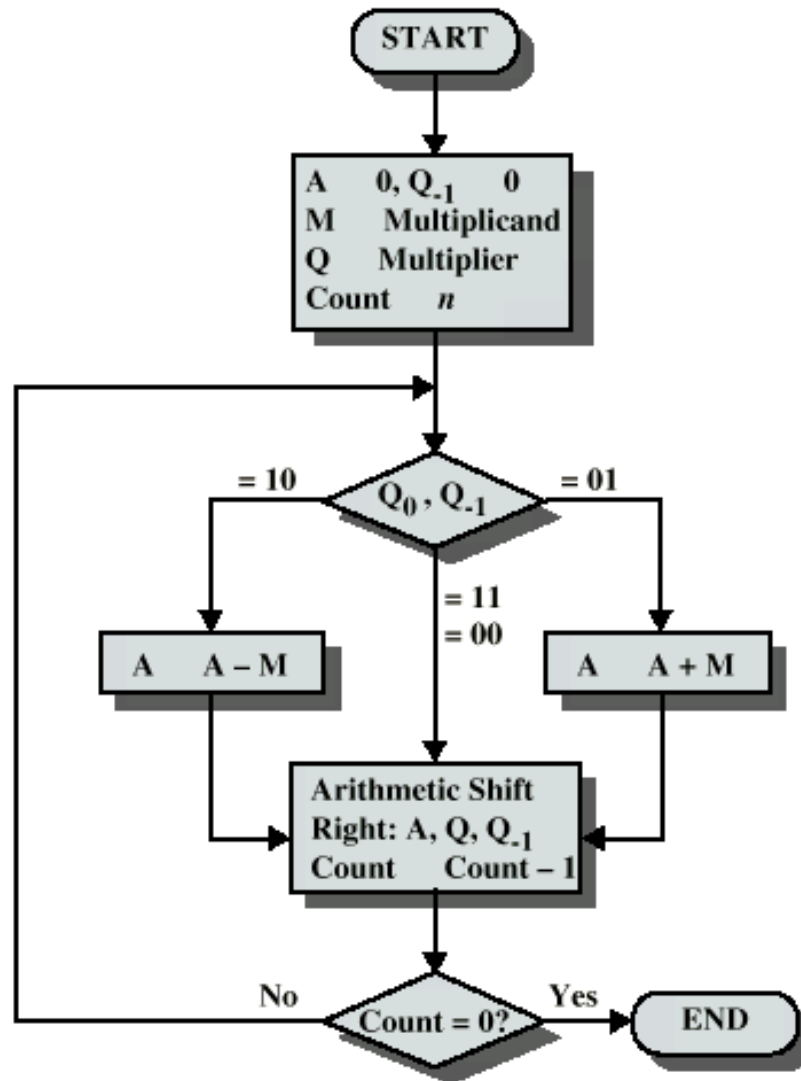 START
A 0, Q-1 0
M Multiplicand
Q Multiplier
Count n
= 10
Q0 , Q-1
= 01
= 11
= 00
A A – M
A A + M
Arithmetic Shift
Right: A, Q, Q-1
Count Count – 1
No
Count = 0?
Yes
END